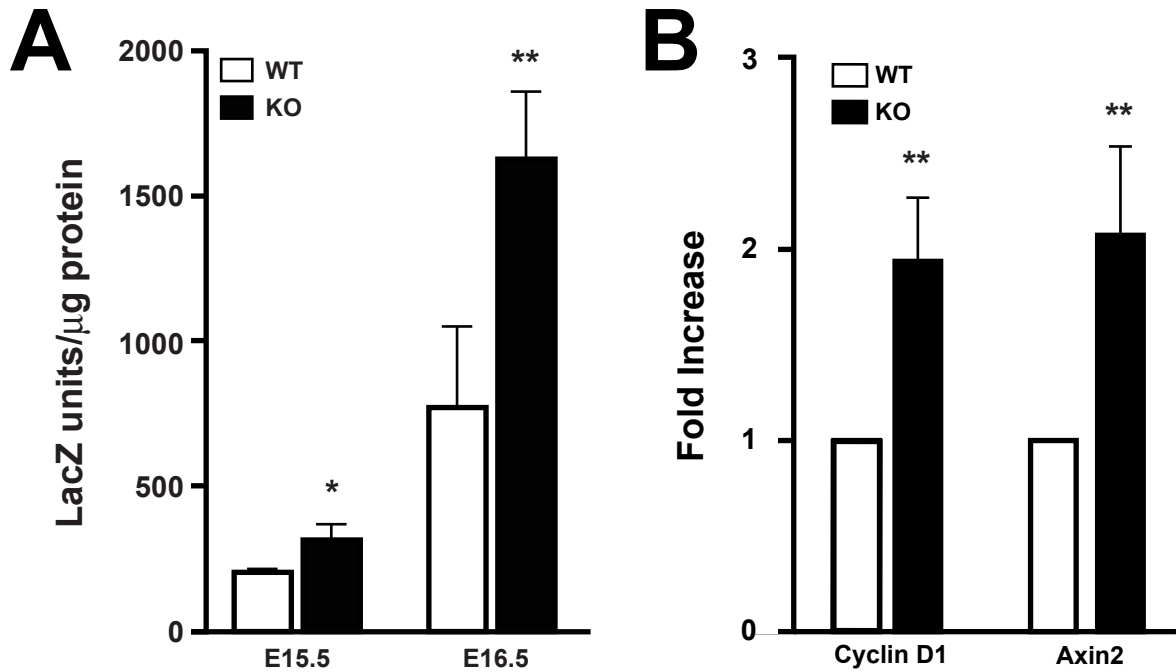 A
LacZ units/μg protein
2000
1500
1000
500
0
WT
KO
*
**
E15.5
E16.5
B
Fold Increase
3
2
1
0
WT
KO
**
**
Cyclin D1
Axin2